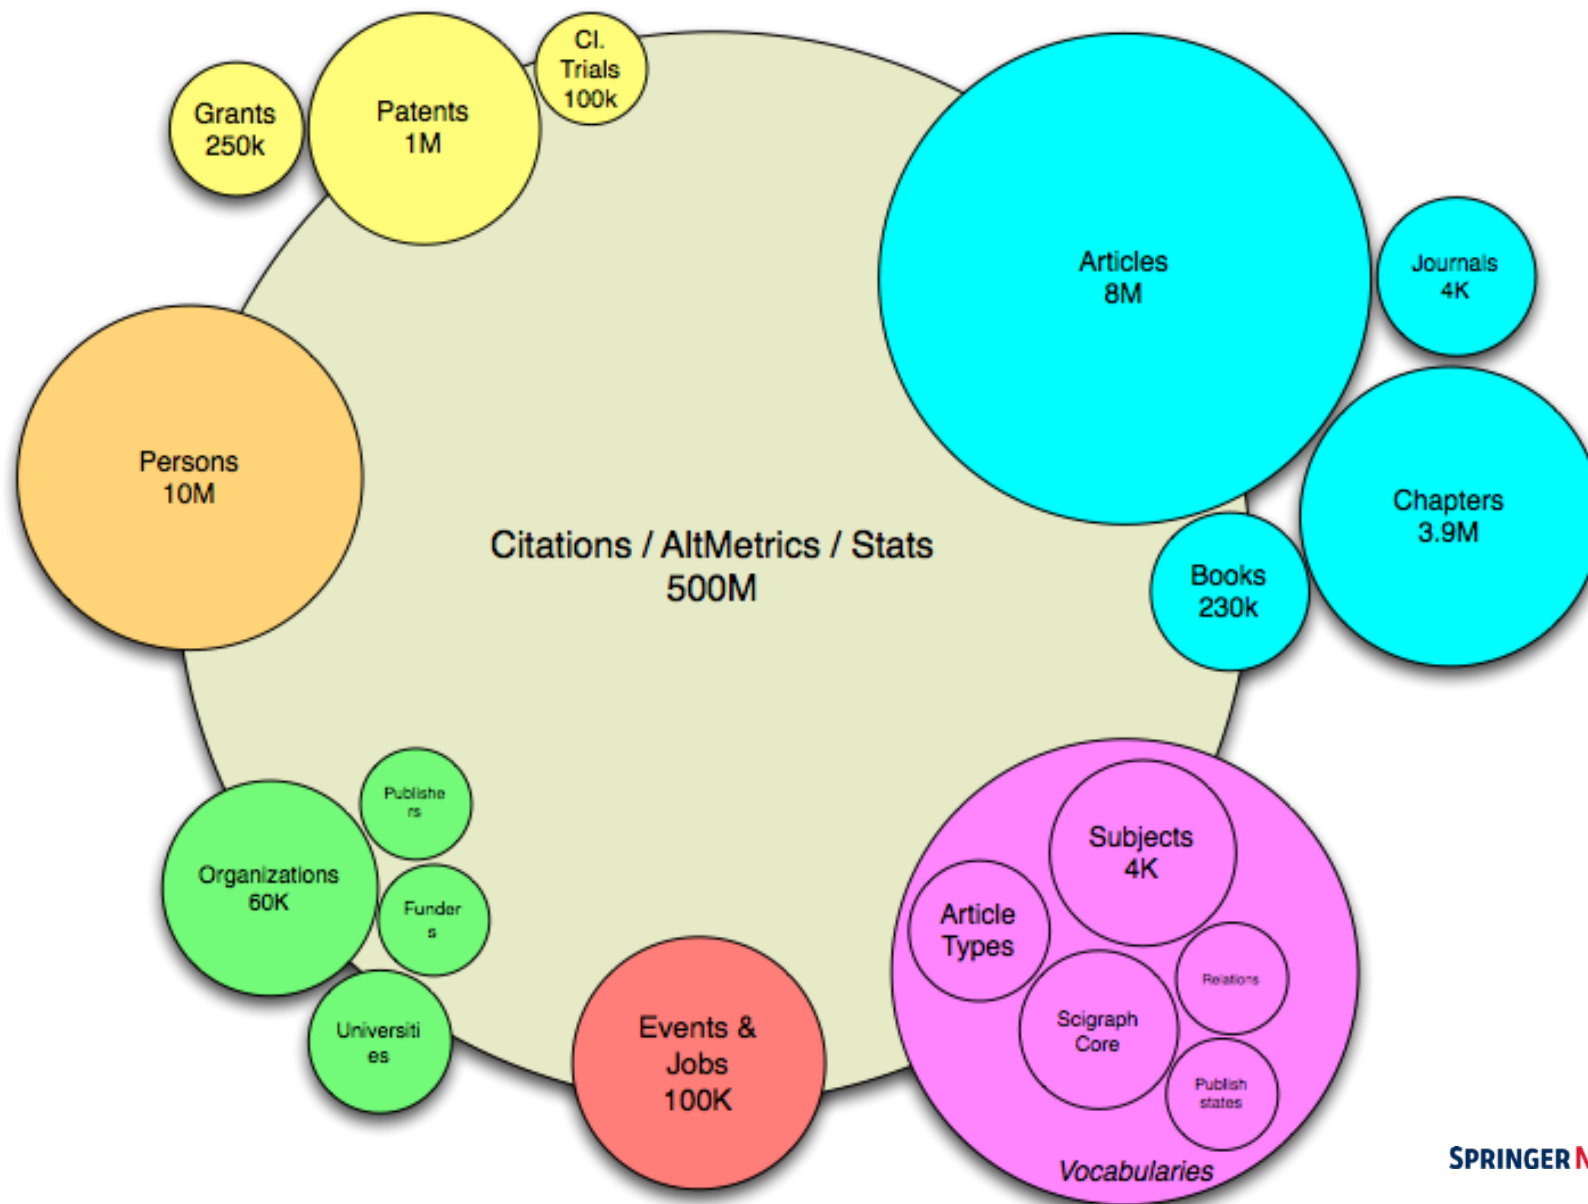 Cl.
Trials
100k
Grants
250k
Patents
1M
Articles
8M
Journals
4K
Persons
10M
Chapters
3.9M
Citations / AltMetrics / Stats
500M
Books
230k
Publishe
rs
Organizations
60K
Funder
s
Universiti
es
Events &
Jobs
100K
Subjects
4K
Article
Types
Relations
Scigraph
Core
Publish
states
Vocabularies
SPRINGER N